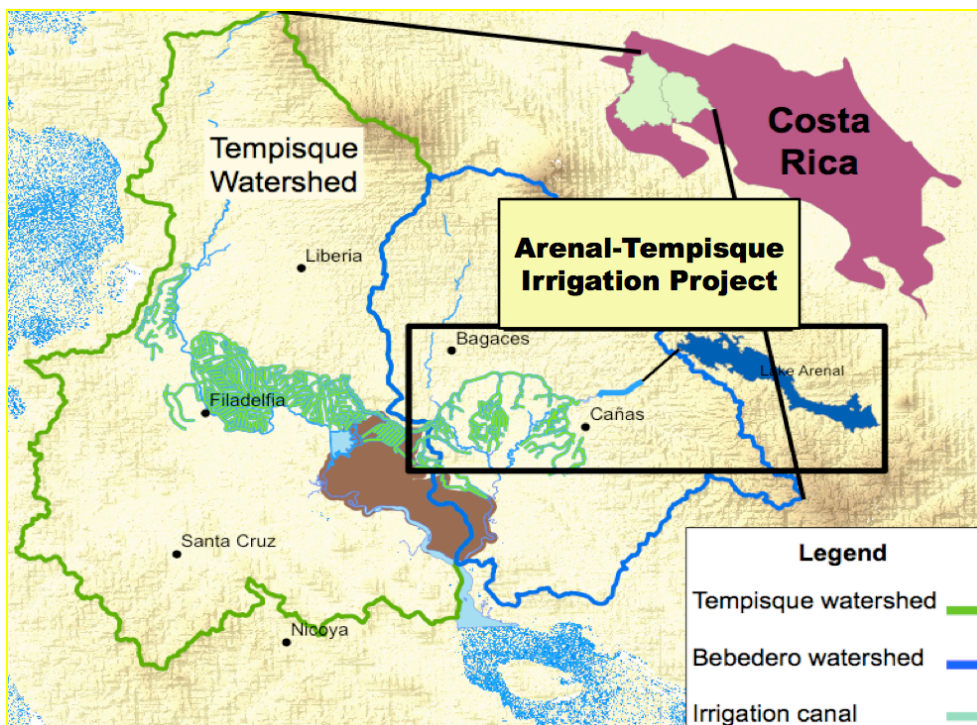 Tempisque
Watershed
Costa
Rica
Liberia
Arenal-Tempisque
Irrigation Project
Bagaces
Lake Arenal
Filadelfia
Cañas
Santa Cruz
Nicoya
Legend
Tempisque watershed
Bebedero watershed
Irrigation canal